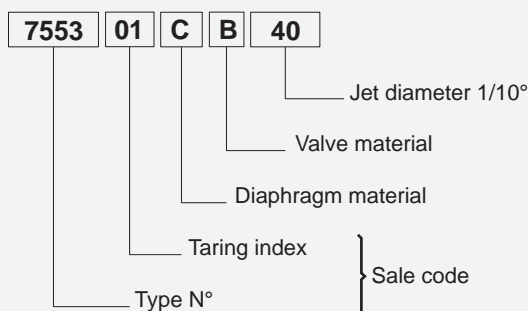 7553 01 C B 40
Jet diameter 1/10°
Valve material
Diaphragm material
Taring index
Sale code
Type N°